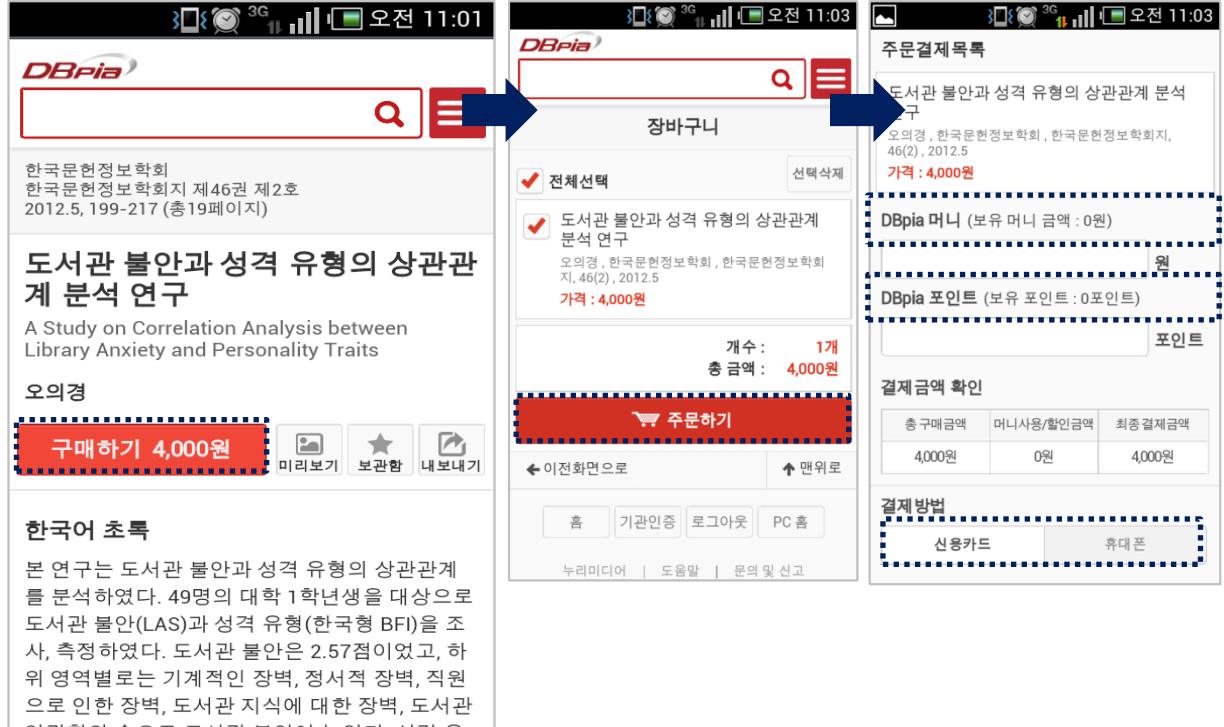 3G 오전 11:01
DBpia
한국문헌정보학회
한국문헌정보학회지 제46권 제2호
2012.5, 199-217 (총19페이지)
도서관 불안과 성격 유형의 상관관
계 분석 연구
A Study on Correlation Analysis between
Library Anxiety and Personality Traits
오의경
구매하기 4,000원
미리보기 보관함 내보내기
한국어 초록
본 연구는 도서관 불안과 성격 유형의 상관관계
를 분석하였다. 49명의 대학 1학년생을 대상으로
도서관 불안(LAS)과 성격 유형(한국형 BFI)을 조
사, 측정하였다. 도서관 불안은 2.57점이었고, 하
위 영역별로는 기계적인 장벽, 정서적 장벽, 직원
으로 인한 장벽, 도서관 지식에 대한 장벽, 도서관
3G 오전 11:03
DBpia
장바구니
전체선택 선택삭제
도서관 불안과 성격 유형의 상관관계
분석 연구
오의경 , 한국문헌정보학회 , 한국문헌정보학회
지, 46(2) , 2012.5
가격 : 4,000원
개수 : 1개
총 금액 : 4,000원
주문하기
이전화면으로 맨위로
홈 기관인증 로그아웃 PC 홈
누리미디어 | 도움말 | 문의 및 신고
3G 오전 11:03
주문결제목록
도서관 불안과 성격 유형의 상관관계 분석
구
오의경 , 한국문헌정보학회 , 한국문헌정보학회지,
46(2) , 2012.5
가격 : 4,000원
DBpia 머니 (보유 머니 금액 : 0원)
원
DBpia 포인트 (보유 포인트 : 0포인트)
포인트
결제금액 확인
총 구매금액 머니사용/할인금액 최종결제금액
4,000원 0원 4,000원
결제방법
신용카드 휴대폰